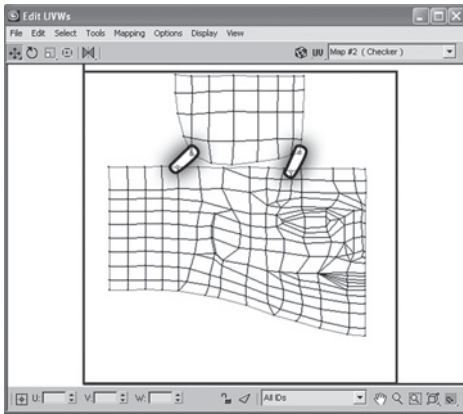 Edit UVWs
File Edit Select Tools Mapping Options Display View
UV Map #2 ( Checker )
U: V: W: All IDs